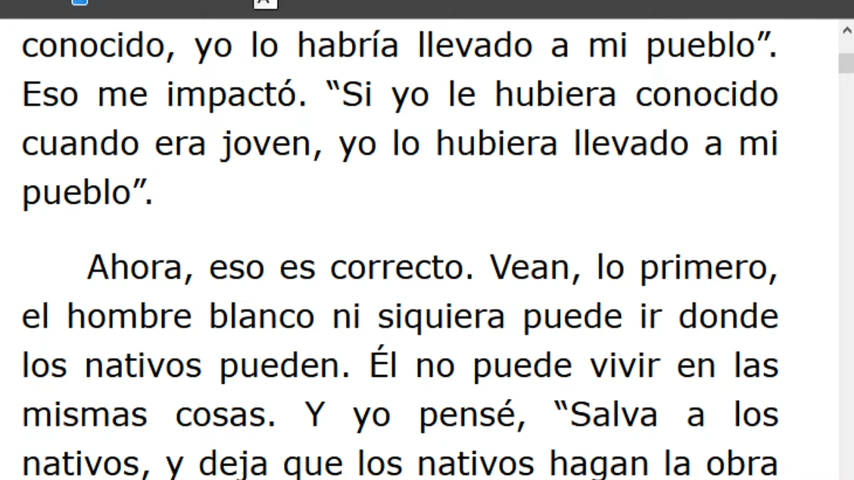 conocido, yo lo habría llevado a mi pueblo”.
Eso me impactó. “Si yo le hubiera conocido
cuando era joven, yo lo hubiera llevado a mi
pueblo”.
Ahora, eso es correcto. Vean, lo primero,
el hombre blanco ni siquiera puede ir donde
los nativos pueden. Él no puede vivir en las
mismas cosas. Y yo pensé, “Salva a los
nativos, y deja que los nativos hagan la obra